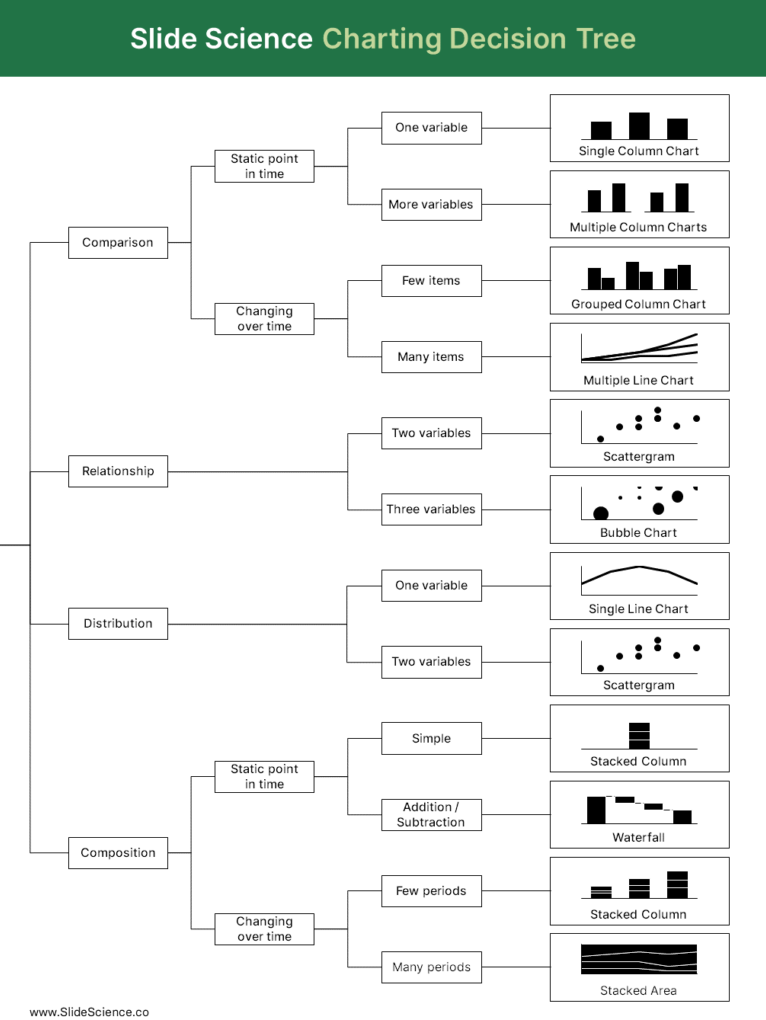 Slide Science Charting Decision Tree
One variable
Single Column Chart
Static point
in time
More variables
Multiple Column Charts
Comparison
Few items
Grouped Column Chart
Changing
over time
Many items
Multiple Line Chart
Two variables
Scattergram
Relationship
Three variables
Bubble Chart
One variable
Single Line Chart
Distribution
Two variables
Scattergram
Simple
Stacked Column
Static point
in time
Addition /
Subtraction
Waterfall
Composition
Few periods
Stacked Column
Changing
over time
Many periods
Stacked Area
www.SlideScience.co